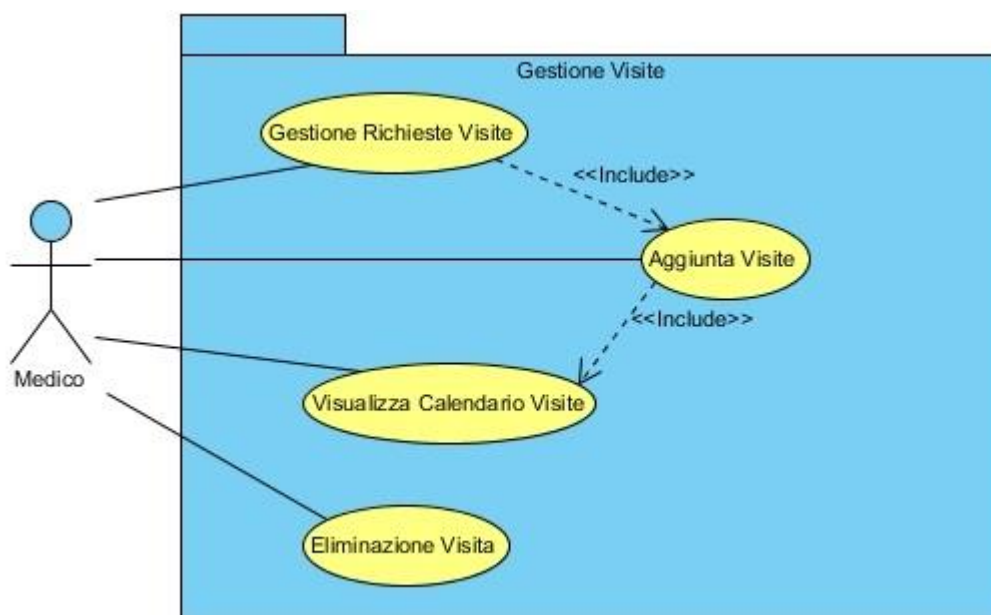 Gestione Visite
Gestione Richieste Visite
<<Include>>
Aggiunta Visite
<<Include>>
Medico
Visualizza Calendario Visite
Eliminazione Visita